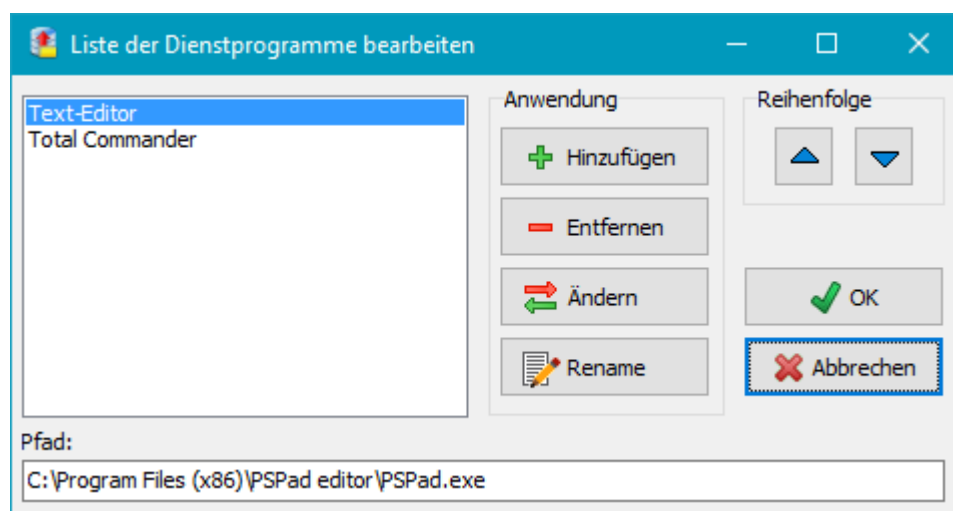 Liste der Dienstprogramme bearbeiten
Text-Editor
Total Commander
Anwendung
Hinzufügen
Entfernen
Ändern
Rename
Reihenfolge
OK
Abbrechen
Pfad:
C:\Program Files (x86)\PSPad editor\PSPad.exe